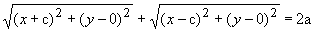 √((x+c)² + (y−0)²) + √((x−c)² + (y−0)²) = 2a